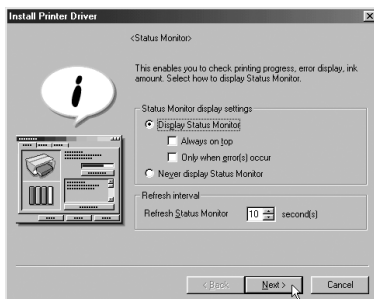 Install Printer Driver
<Status Monitor>
This enables you to check printing progress, error display, ink
amount. Select how to display Status Monitor.
Status Monitor display settings
Display Status Monitor
Always on top
Only when error(s) occur
Never display Status Monitor
Refresh interval
Refresh Status Monitor 10 second(s)
< Back Next > Cancel